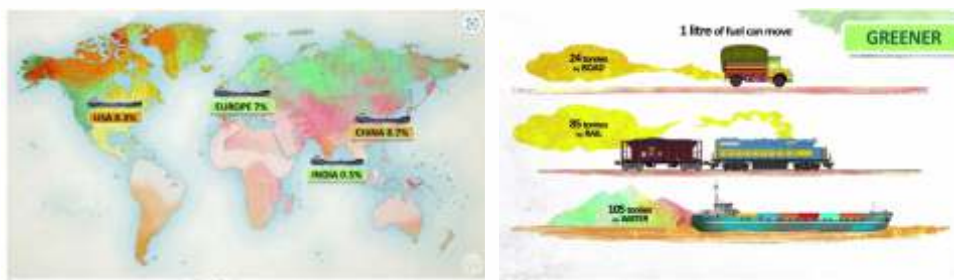 USA 8.3%
EUROPE 7%
CHINA 8.7%
INDIA 0.5%
1 litre of fuel can move
GREENER
24 tonnes
by ROAD
85 tonnes
by RAIL
105 tonnes
by WATER